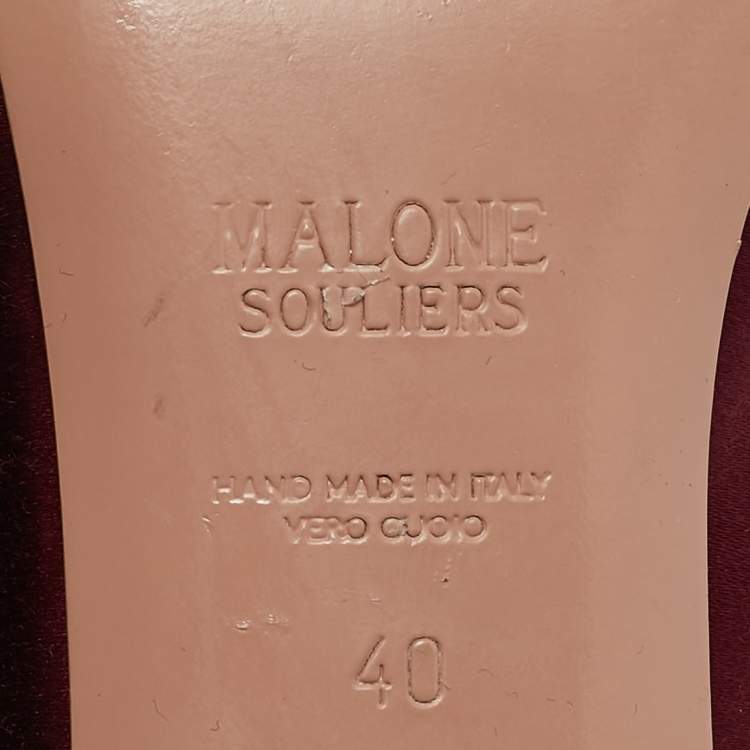 MALONE
SOULIERS
HAND MADE IN ITALY
VERO CUOIO
40